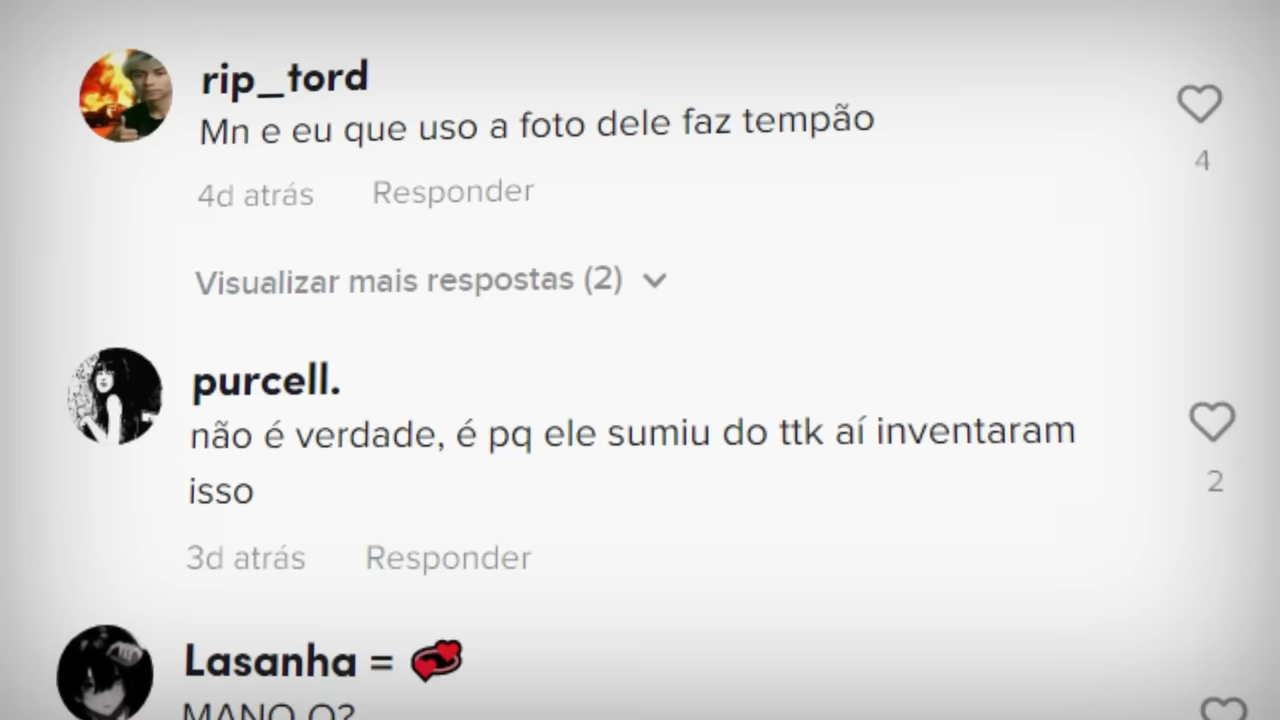 rip_tord
Mn e eu que uso a foto dele faz tempão
4
4d atrás Responder
Visualizar mais respostas (2)
purcell.
não é verdade, é pq ele sumiu do ttk aí inventaram
isso
2
3d atrás Responder
Lasanha =
MANO O?